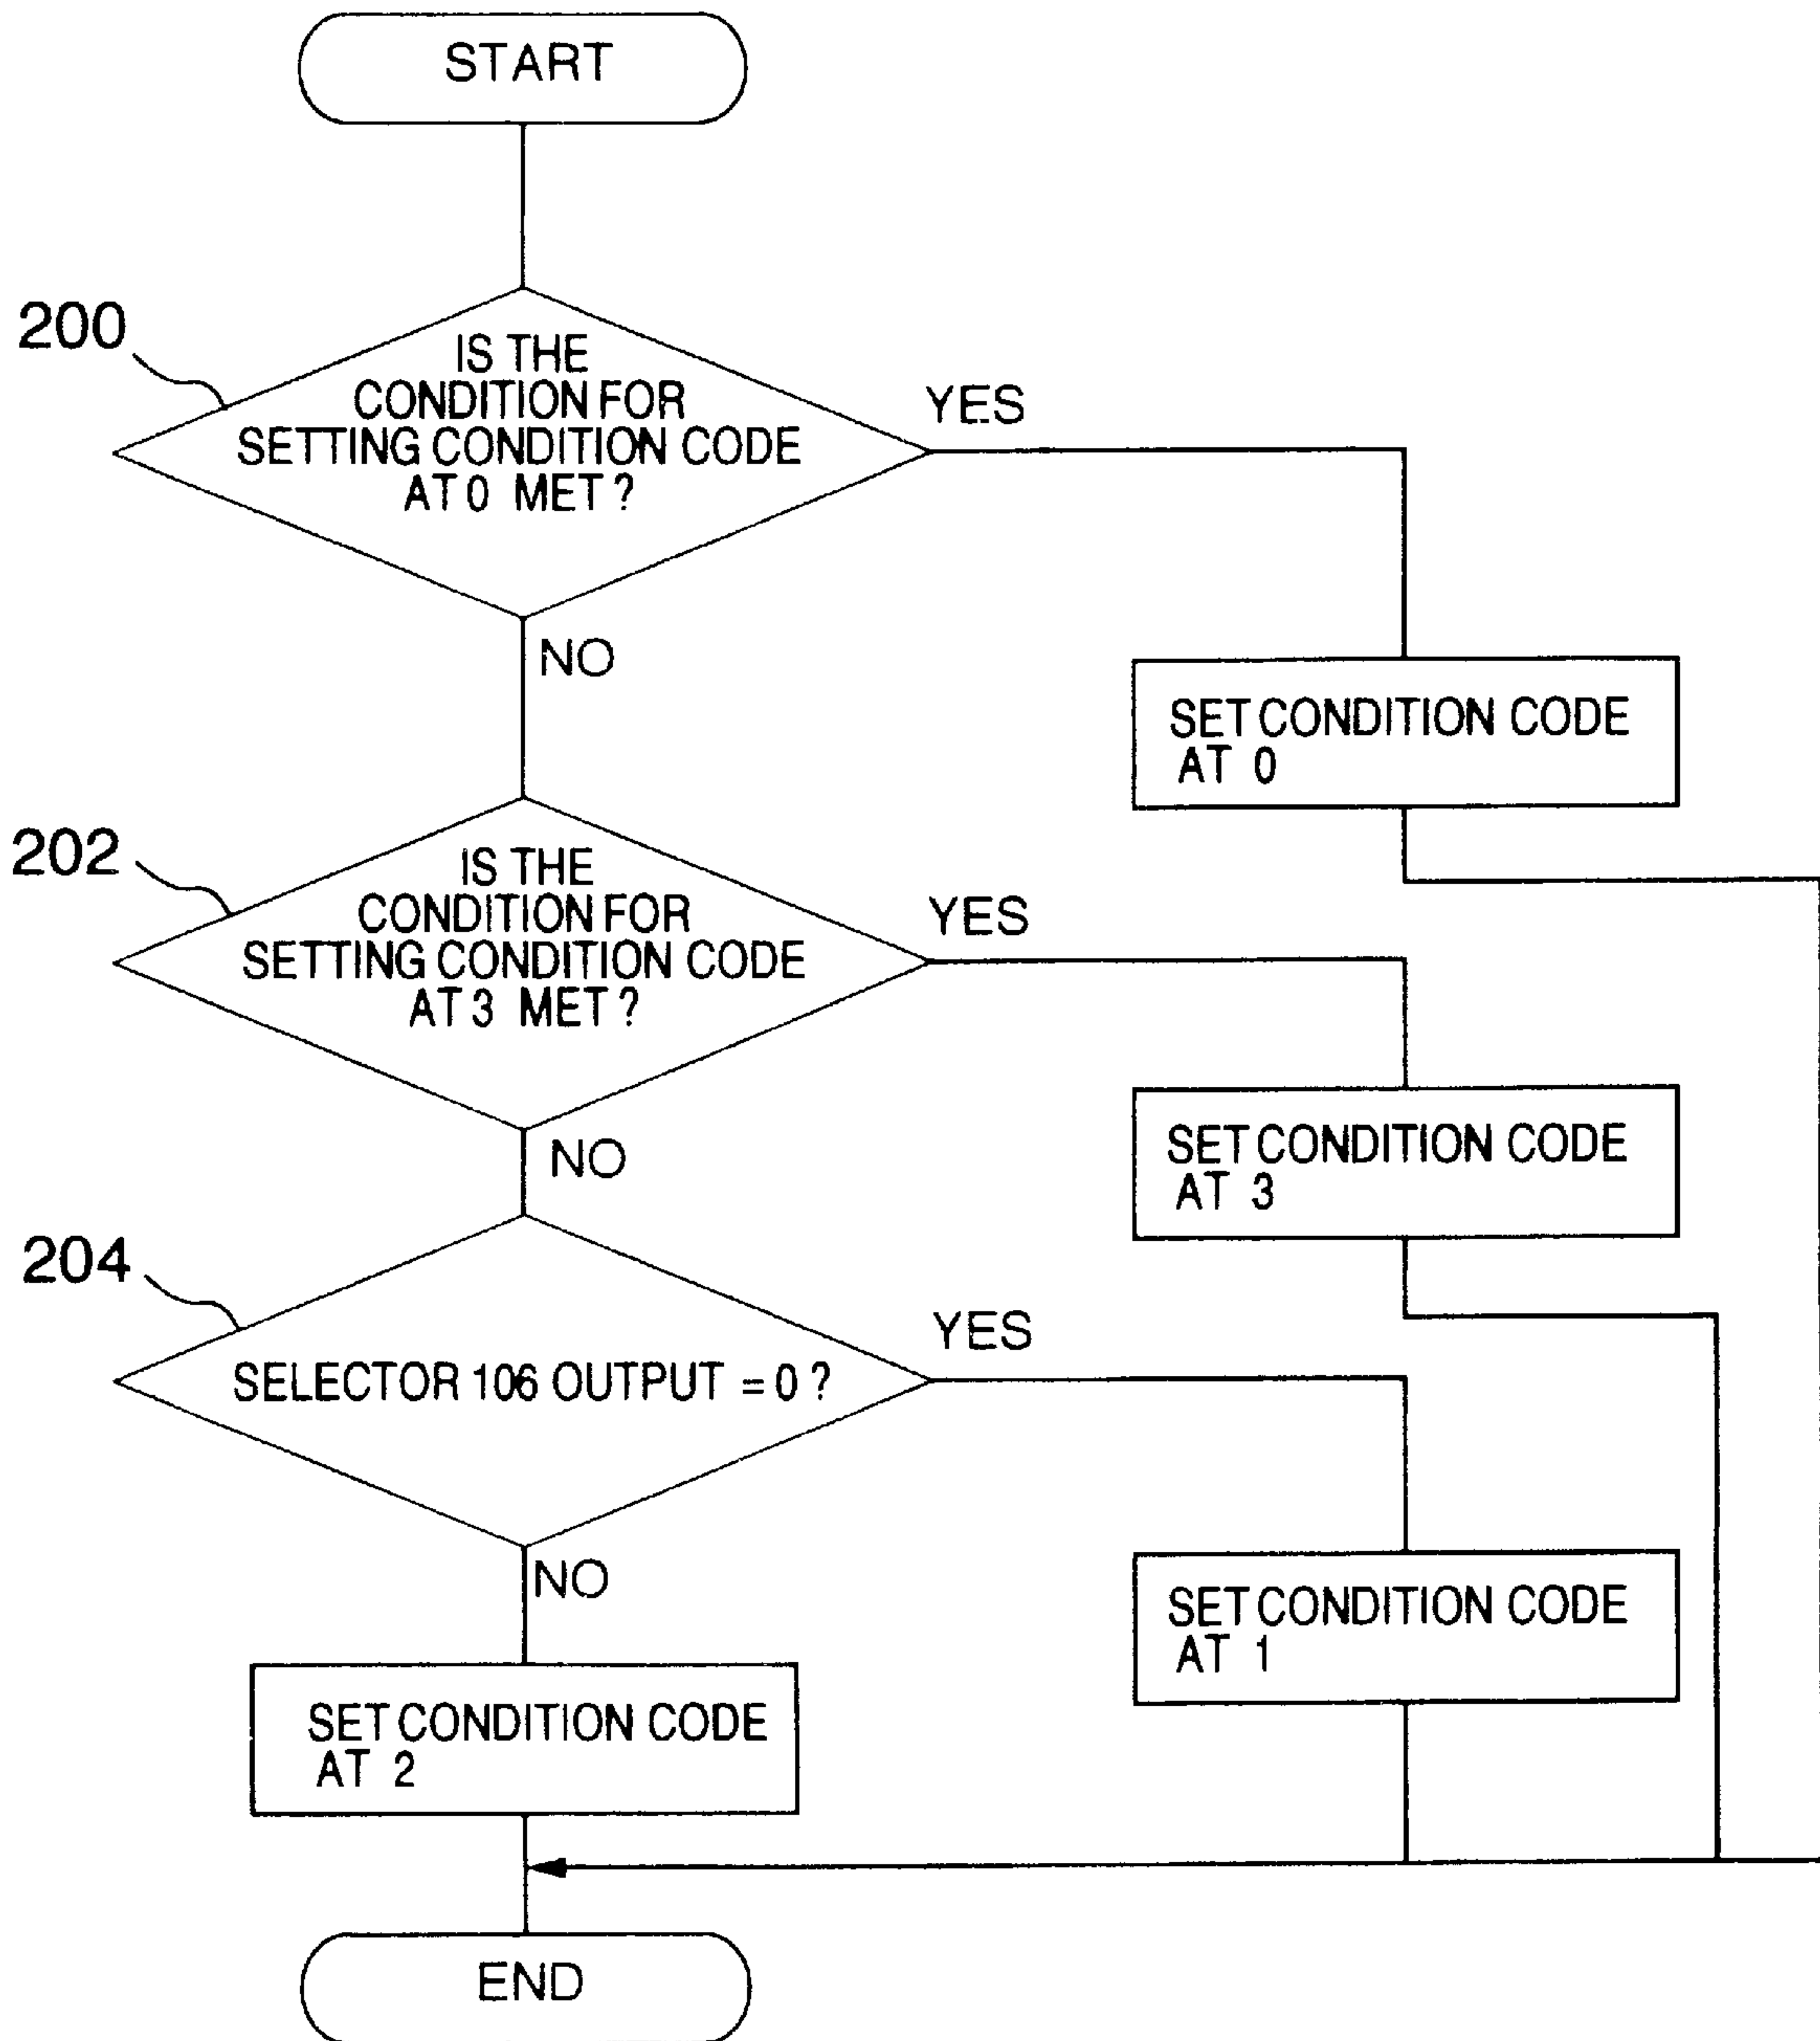 START
200
IS THE
CONDITION FOR
SETTING CONDITION CODE
AT 0 MET ?
YES
NO
SET CONDITION CODE
AT 0
202
IS THE
CONDITION FOR
SETTING CONDITION CODE
AT 3 MET ?
YES
NO
SET CONDITION CODE
AT 3
204
SELECTOR 106 OUTPUT = 0 ?
YES
NO
SET CONDITION CODE
AT 1
SET CONDITION CODE
AT 2
END